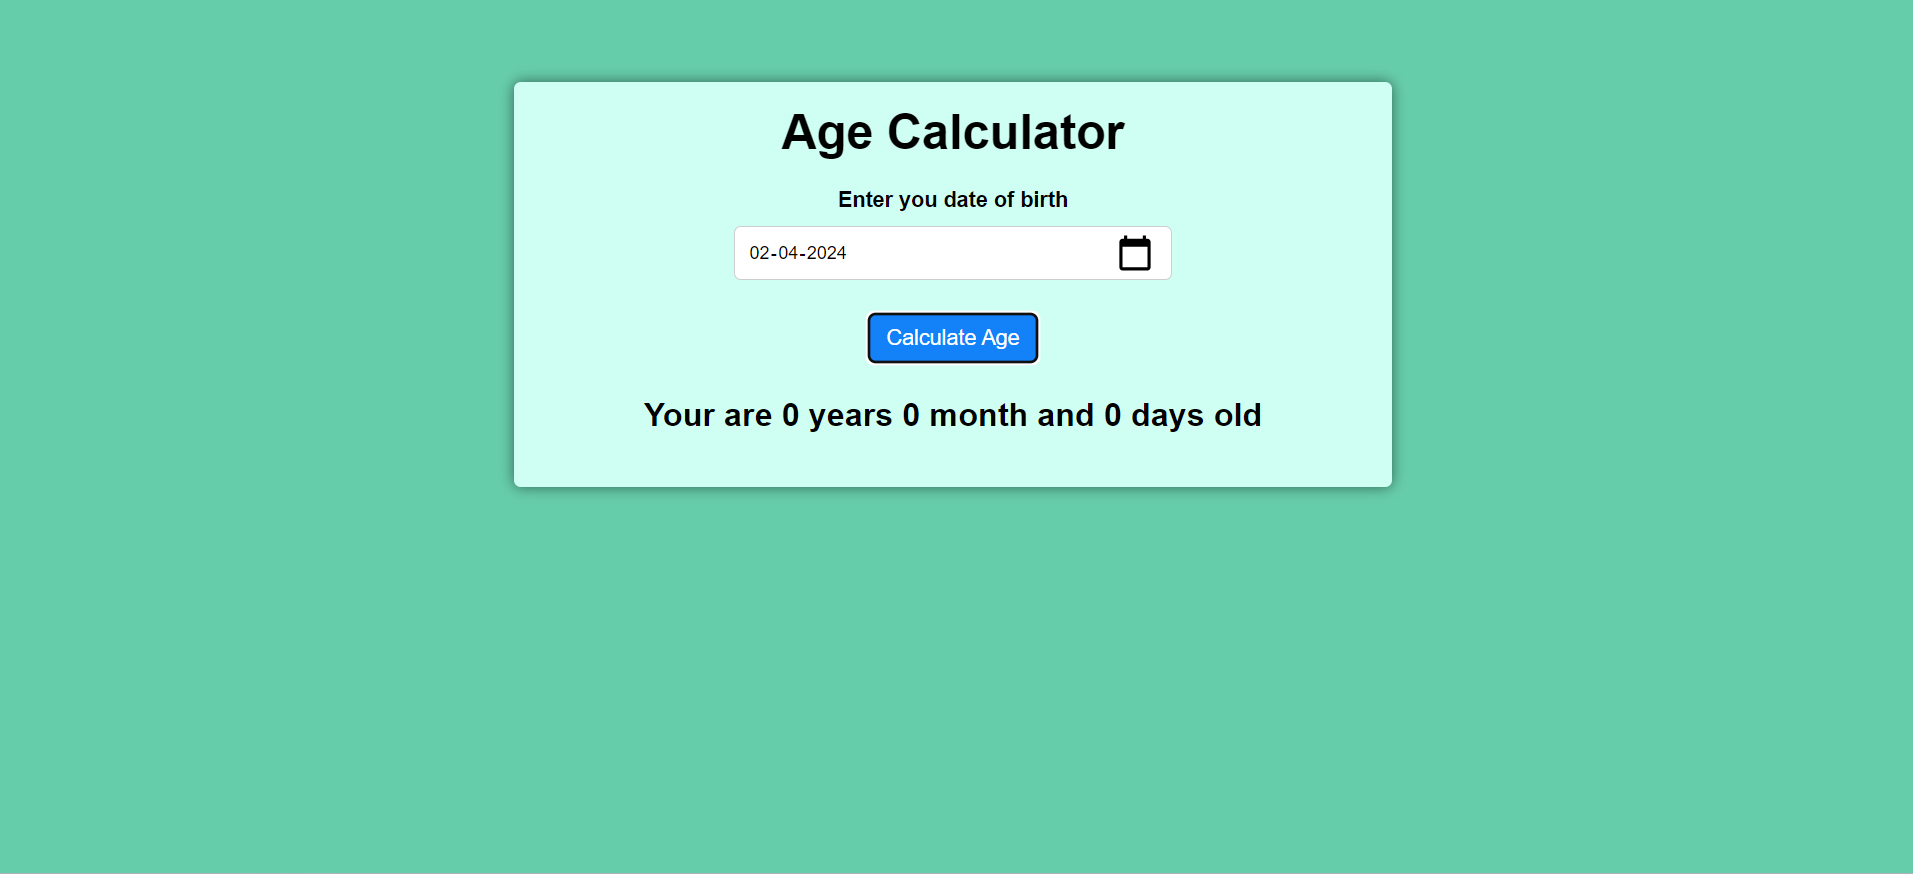 Age Calculator
Enter you date of birth
02-04-2024
Calculate Age
Your are 0 years 0 month and 0 days old